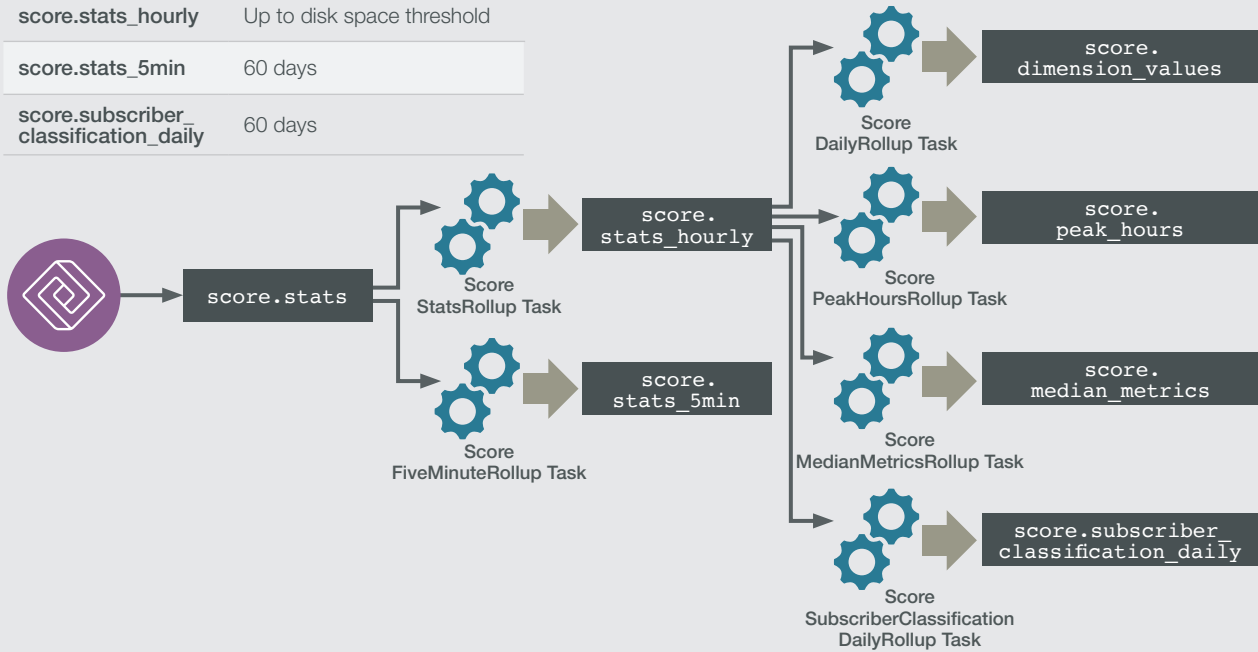 score.stats_hourly Up to disk space threshold
score.stats_5min 60 days
score.subscriber_
classification_daily 60 days
score.stats
Score
StatsRollup Task
score.
stats_hourly
Score
FiveMinuteRollup Task
score.
stats_5min
Score
DailyRollup Task
score.
dimension_values
Score
PeakHoursRollup Task
score.
peak_hours
Score
MedianMetricsRollup Task
score.
median_metrics
Score
SubscriberClassification
DailyRollup Task
score.subscriber_
classification_daily